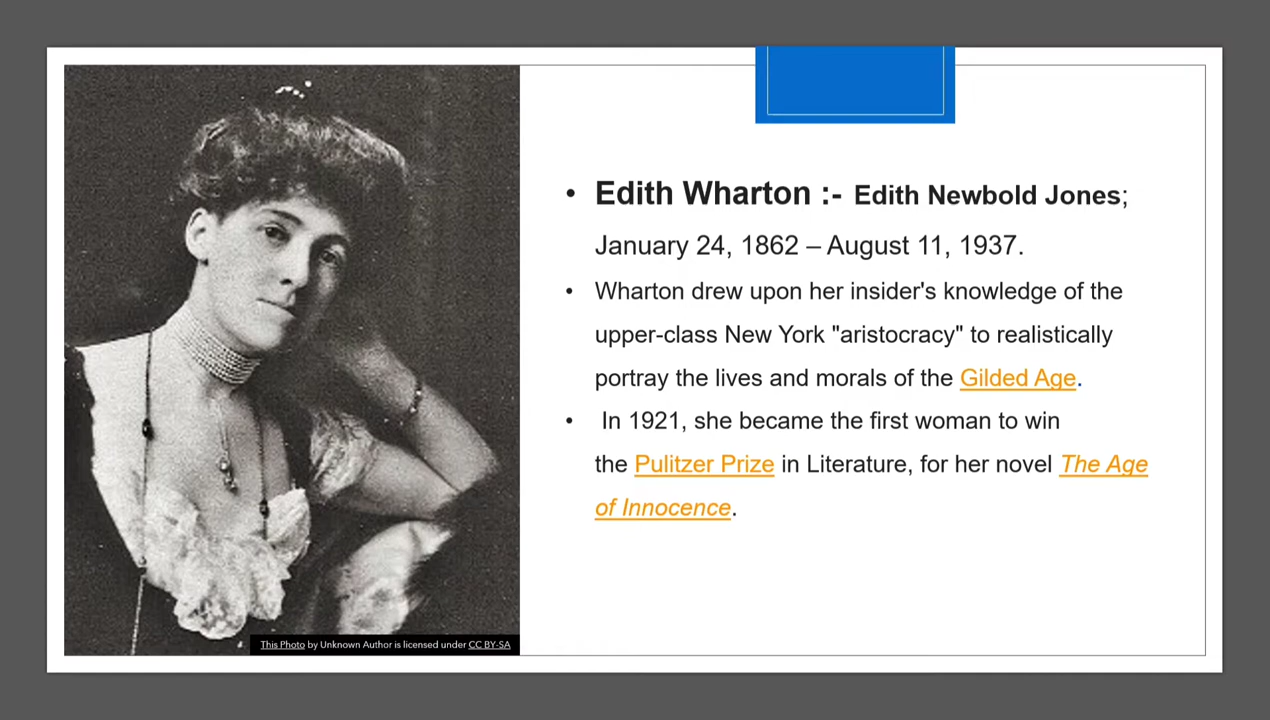 • Edith Wharton :- Edith Newbold Jones;
January 24, 1862 – August 11, 1937.
• Wharton drew upon her insider's knowledge of the
upper-class New York "aristocracy" to realistically
portray the lives and morals of the Gilded Age.
• In 1921, she became the first woman to win
the Pulitzer Prize in Literature, for her novel The Age
of Innocence.
This Photo by Unknown Author is licensed under CC BY-SA